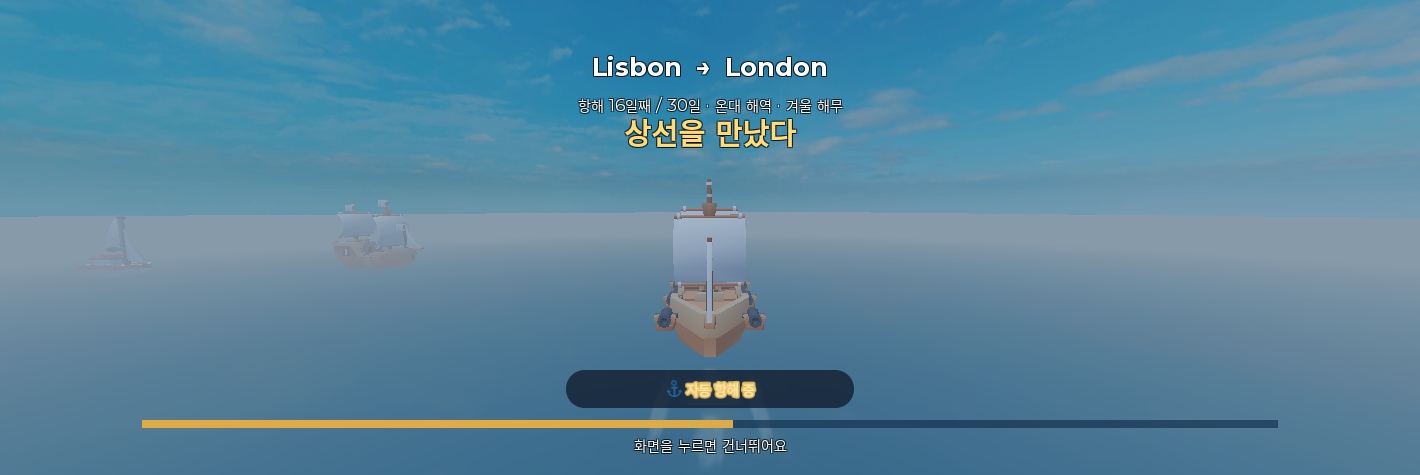 Lisbon → London
항해 16일째 / 30일 · 온대 해역 · 겨울 해무
상선을 만났다
⚓ 자동 항해 중
화면을 누르면 건너뛰어요